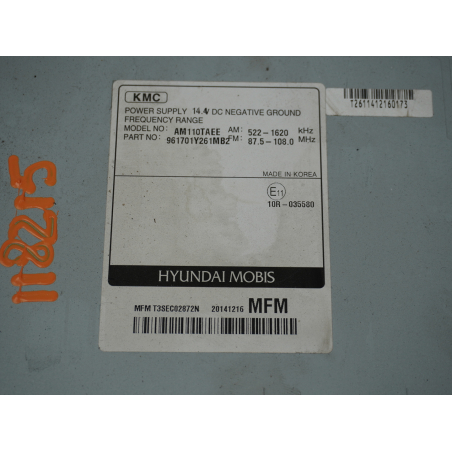 KMC
POWER SUPPLY 14.4V DC NEGATIVE GROUND
FREQUENCY RANGE
MODEL NO: AM110TAEE AM: 522-1620 kHz
PART NO: 961701Y261MB2 FM: 87.5-108.0 MHz
MADE IN KOREA
E11
10R-035580
HYUNDAI MOBIS
MFM T3SEC02872N 20141216 MFM
12611412160173
118215